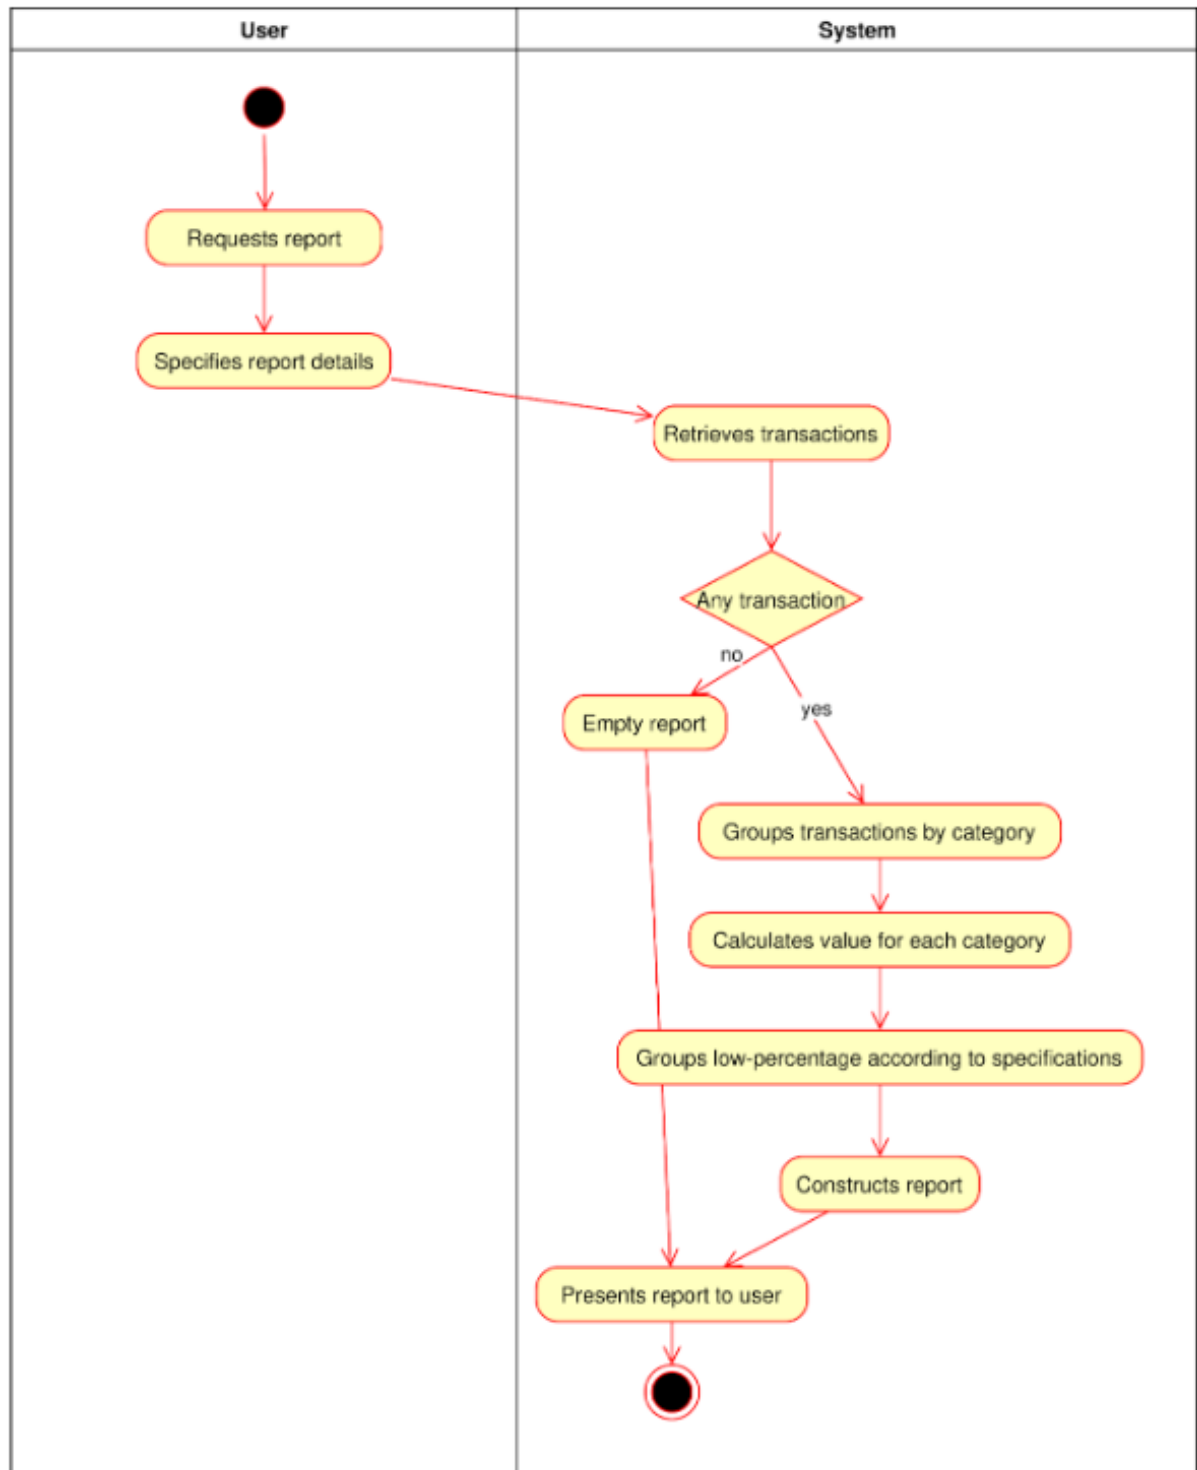 User
System
Requests report
Specifies report details
Retrieves transactions
Any transaction
no
yes
Empty report
Groups transactions by category
Calculates value for each category
Groups low-percentage according to specifications
Constructs report
Presents report to user